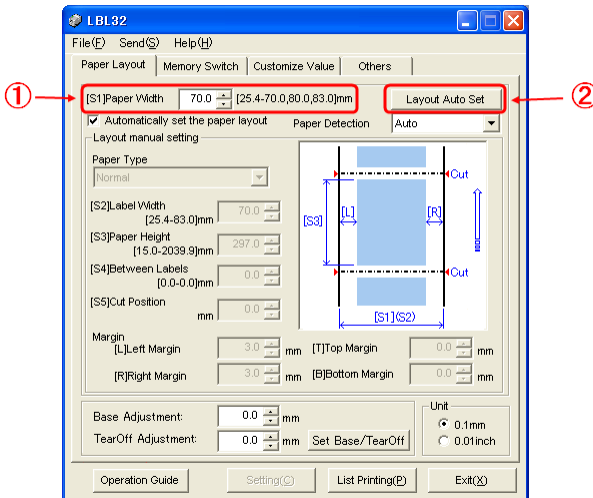 LBL32
File(F) Send(S) Help(H)
Paper Layout Memory Switch Customize Value Others
① [S1]Paper Width 70.0 [25.4-70.0,80.0,83.0]mm Layout Auto Set ②
Automatically set the paper layout Paper Detection Auto
Layout manual setting
Paper Type
Normal
[S2]Label Width 70.0
[25.4-83.0]mm
[S3]Paper Height 297.0
[15.0-2039.9]mm
[S4]Between Labels 0.0
[0.0-0.0]mm
[S5]Cut Position 0.0
mm
Cut
[S3] [L] [R]
Cut
[S1](S2)
Margin
[L]Left Margin 3.0 mm [T]Top Margin 0.0 mm
[R]Right Margin 3.0 mm [B]Bottom Margin 0.0 mm
Base Adjustment: 0.0 mm
TearOff Adjustment: 0.0 mm Set Base/TearOff
Unit
0.1mm
0.01inch
Operation Guide Setting(C) List Printing(P) Exit(X)